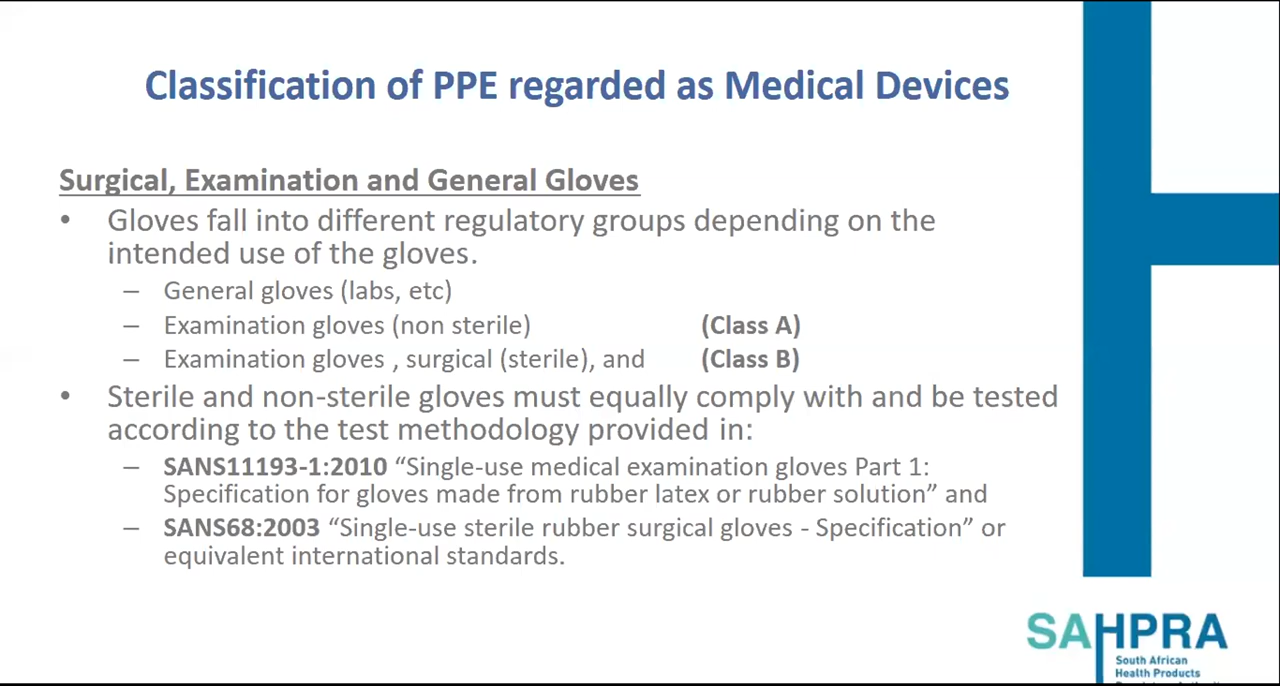 Classification of PPE regarded as Medical Devices
Surgical, Examination and General Gloves
• Gloves fall into different regulatory groups depending on the
intended use of the gloves.
– General gloves (labs, etc)
– Examination gloves (non sterile) (Class A)
– Examination gloves , surgical (sterile), and (Class B)
• Sterile and non-sterile gloves must equally comply with and be tested
according to the test methodology provided in:
– SANS11193-1:2010 “Single-use medical examination gloves Part 1:
Specification for gloves made from rubber latex or rubber solution” and
– SANS68:2003 “Single-use sterile rubber surgical gloves - Specification” or
equivalent international standards.
SAHPRA
South African
Health Products